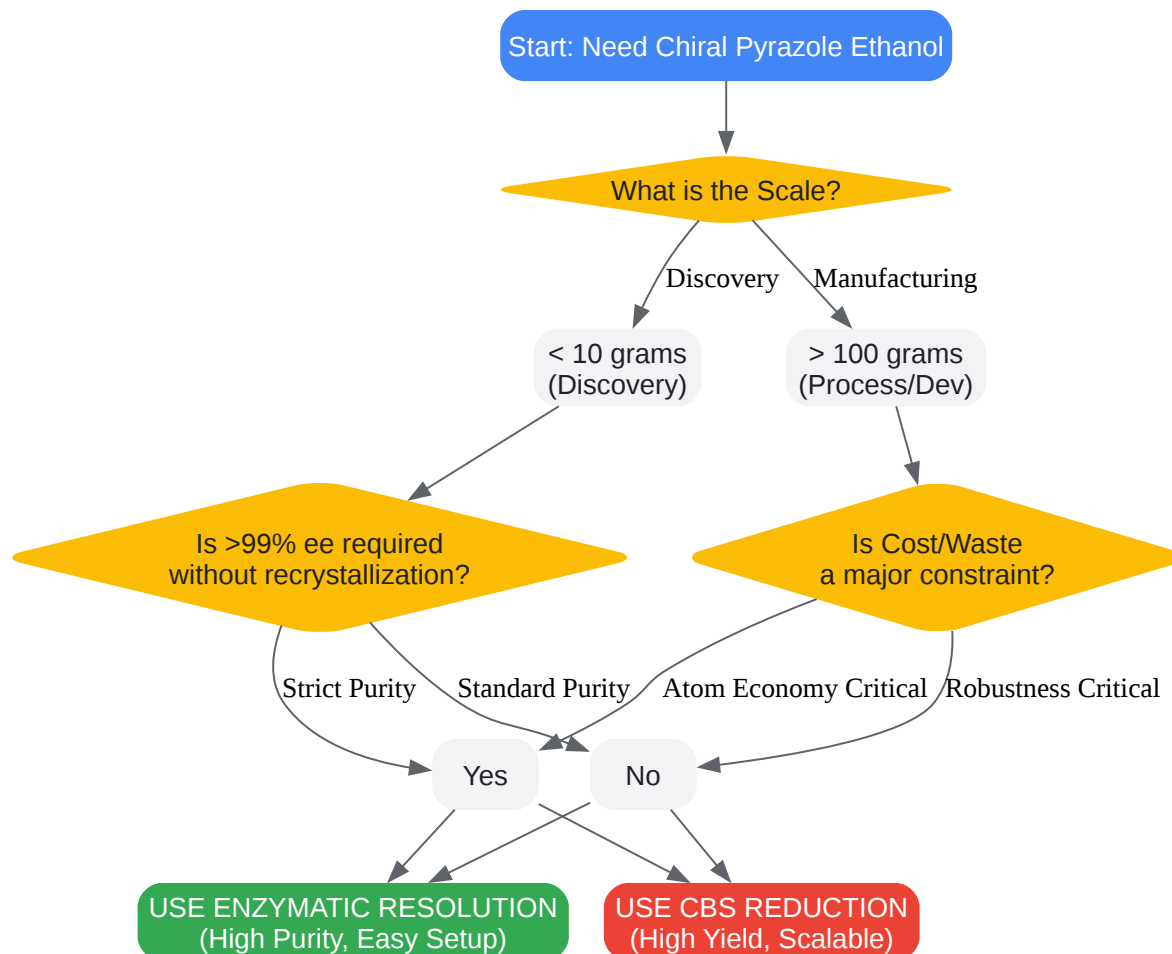 Start: Need Chiral Pyrazole Ethanol
What is the Scale?
Discovery
Manufacturing
< 10 grams
(Discovery)
> 100 grams
(Process/Dev)
Is >99% ee required
without recrystallization?
Is Cost/Waste
a major constraint?
Strict Purity
Standard Purity
Atom Economy Critical
Robustness Critical
Yes
No
USE ENZYMATIC RESOLUTION
(High Purity, Easy Setup)
USE CBS REDUCTION
(High Yield, Scalable)